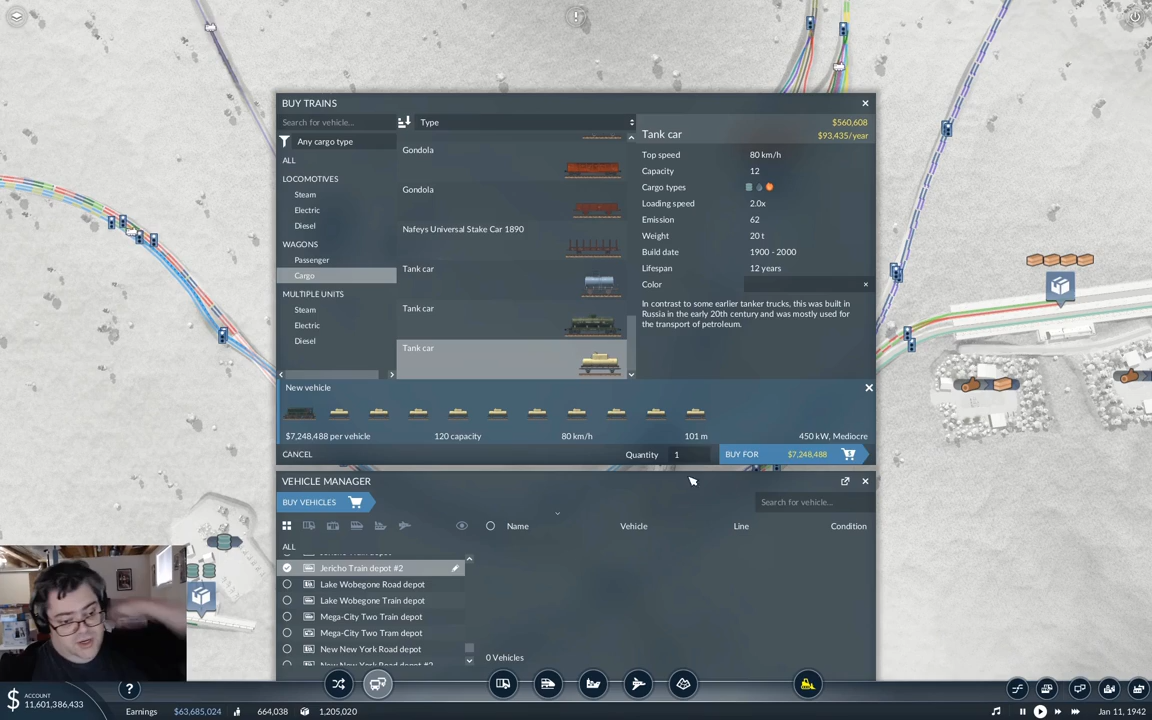 BUY TRAINS
Search for vehicle...
Type
Any cargo type
ALL
LOCOMOTIVES
Steam
Electric
Diesel
WAGONS
Passenger
Cargo
MULTIPLE UNITS
Steam
Electric
Diesel
Gondola
Gondola
Nafeys Universal Stake Car 1890
Tank car
Tank car
Tank car
$560,608
Tank car
$93,435/year
Top speed 80 km/h
Capacity 12
Cargo types
Loading speed 2.0x
Emission 62
Weight 20 t
Build date 1900 - 2000
Lifespan 12 years
Color
In contrast to some earlier tanker trucks, this was built in
Russia in the early 20th century and was mostly used for
the transport of petroleum.
New vehicle
$7,248,488 per vehicle 120 capacity 80 km/h 101 m 450 kW, Mediocre
CANCEL Quantity 1 BUY FOR $7,248,488
VEHICLE MANAGER
BUY VEHICLES
Search for vehicle...
Name Vehicle Line Condition
ALL
Jericho Train depot #2
Lake Wobegone Road depot
Lake Wobegone Train depot
Mega-City Two Train depot
Mega-City Two Tram depot
New New York Road depot
0 Vehicles
ACCOUNT
11,601,386,433
?
Earnings $63,685,024 664,038 1,205,020
Jan 11, 1942